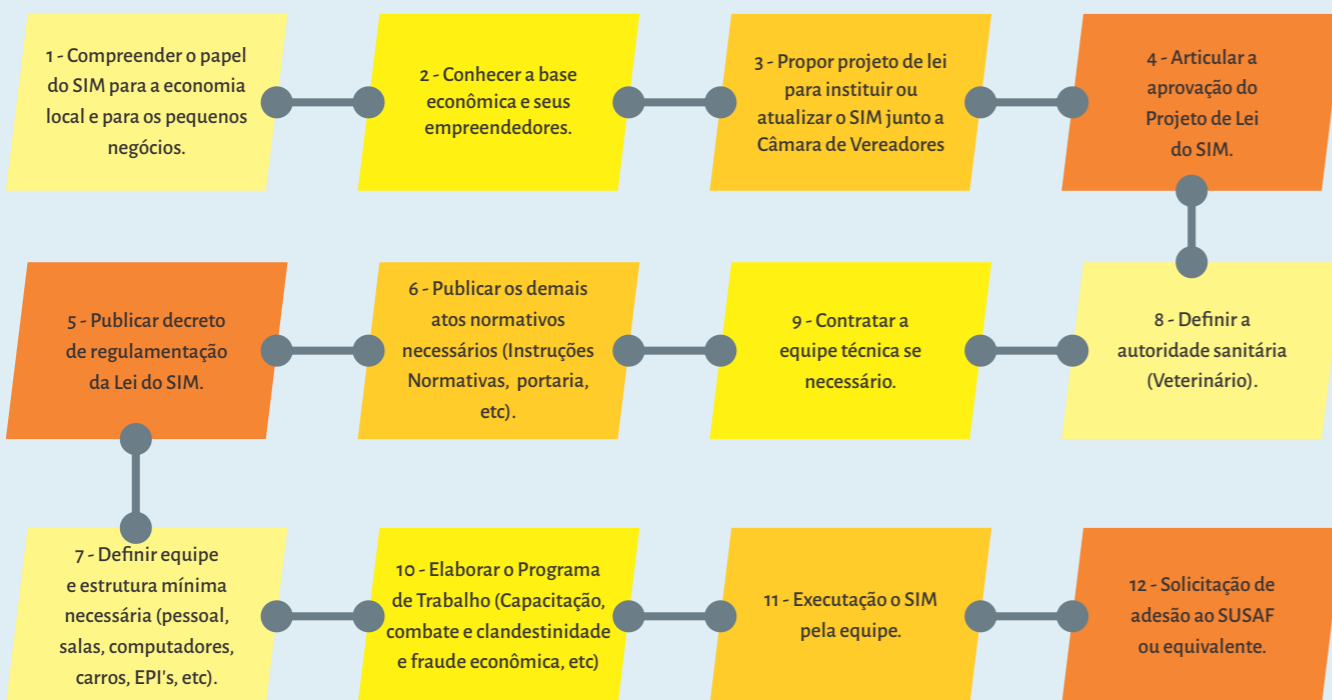 1 - Compreender o papel
do SIM para a economia
local e para os pequenos
negócios.
2 - Conhecer a base
econômica e seus
empreendedores.
3 - Propor projeto de lei
para instituir ou
atualizar o SIM junto a
Câmara de Vereadores
4 - Articular a
aprovação do
Projeto de Lei
do SIM.
5 - Publicar decreto
de regulamentação
da Lei do SIM.
6 - Publicar os demais
atos normativos
necessários (Instruções
Normativas, portaria,
etc).
9 - Contratar a
equipe técnica se
necessário.
8 - Definir a
autoridade sanitária
(Veterinário).
7 - Definir equipe
e estrutura mínima
necessária (pessoal,
salas, computadores,
carros, EPI's, etc).
10 - Elaborar o Programa
de Trabalho (Capacitação,
combate e clandestinidade
e fraude econômica, etc)
11 - Executação o SIM
pela equipe.
12 - Solicitação de
adesão ao SUSAF
ou equivalente.